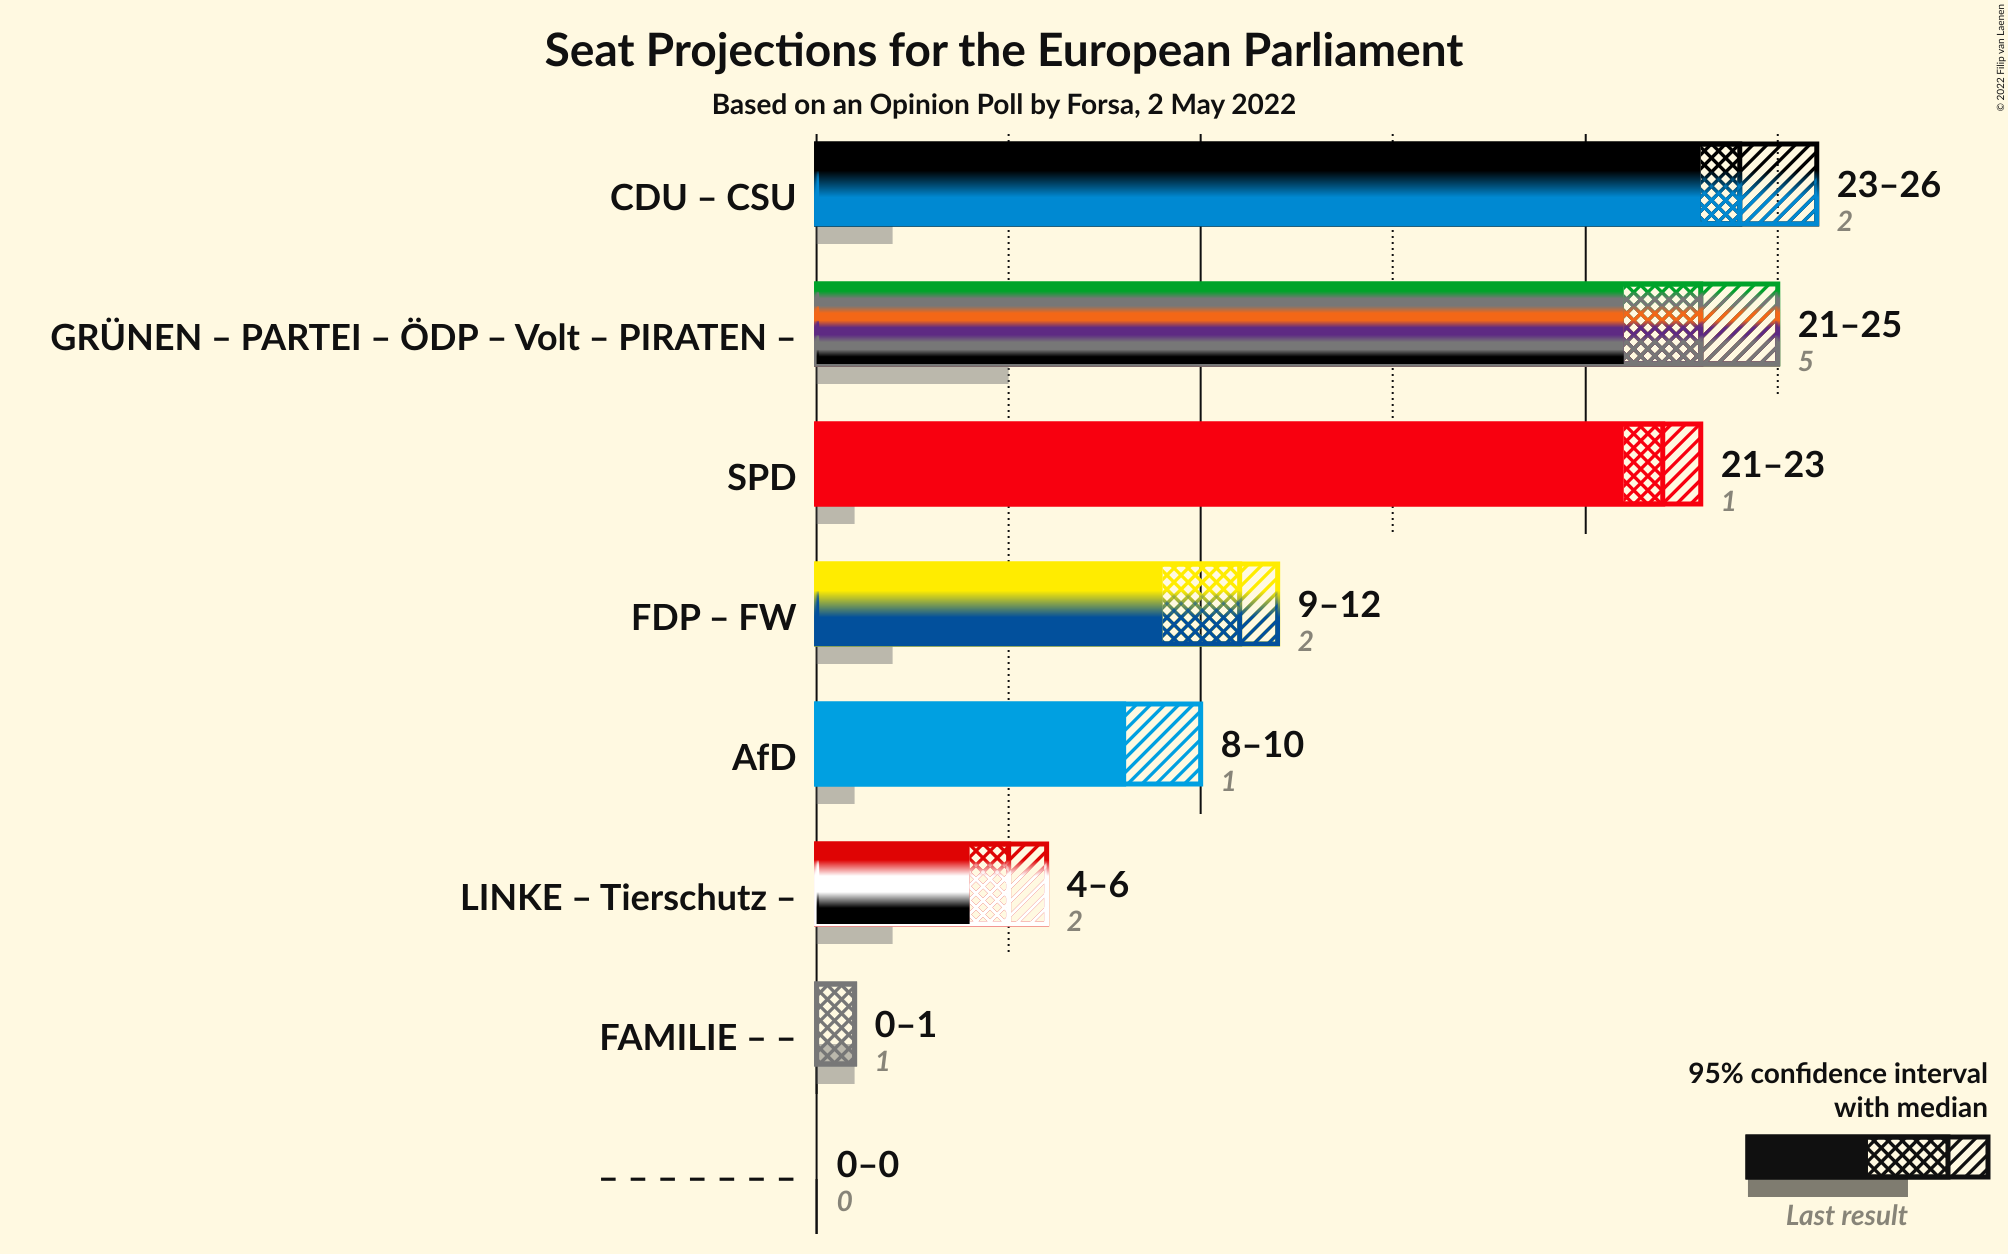 Seat Projections for the European Parliament
Based on an Opinion Poll by Forsa, 2 May 2022
© 2022 Filip van Laenen
CDU – CSU
23–26
2
GRÜNEN – PARTEI – ÖDP – Volt – PIRATEN –
21–25
5
SPD
21–23
1
FDP – FW
9–12
2
AfD
8–10
1
LINKE – Tierschutz –
4–6
2
FAMILIE – –
0–1
1
– – – – – – –
0–0
0
95% confidence interval
with median
Last result